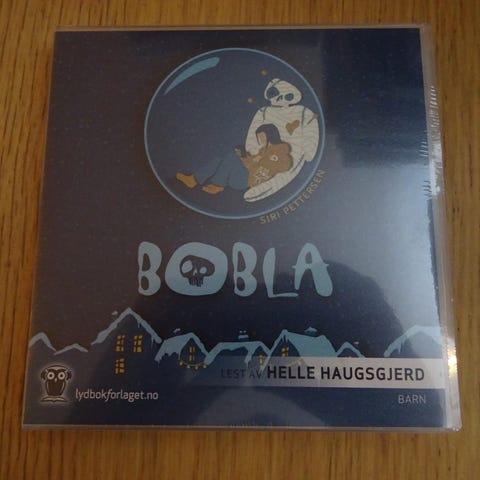 SIRI PETTERSEN
BOBLA
LEST AV HELLE HAUGSGJERD
lydbokforlaget.no
BARN